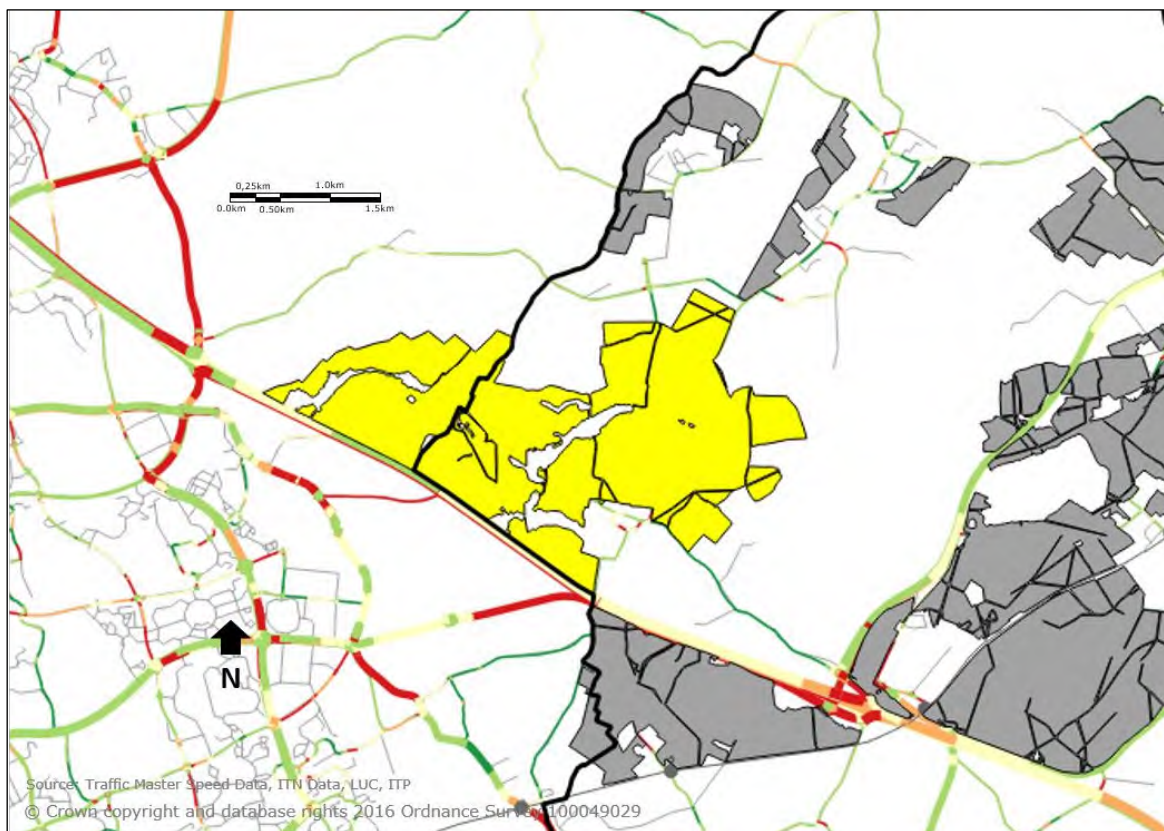 0,25km 1.0km
0.0km 0.50km 1.5km
N
Source: Traffic Master Speed Data, ITN Data, LUC, ITP
© Crown copyright and database rights 2016 Ordnance Survey 100049029